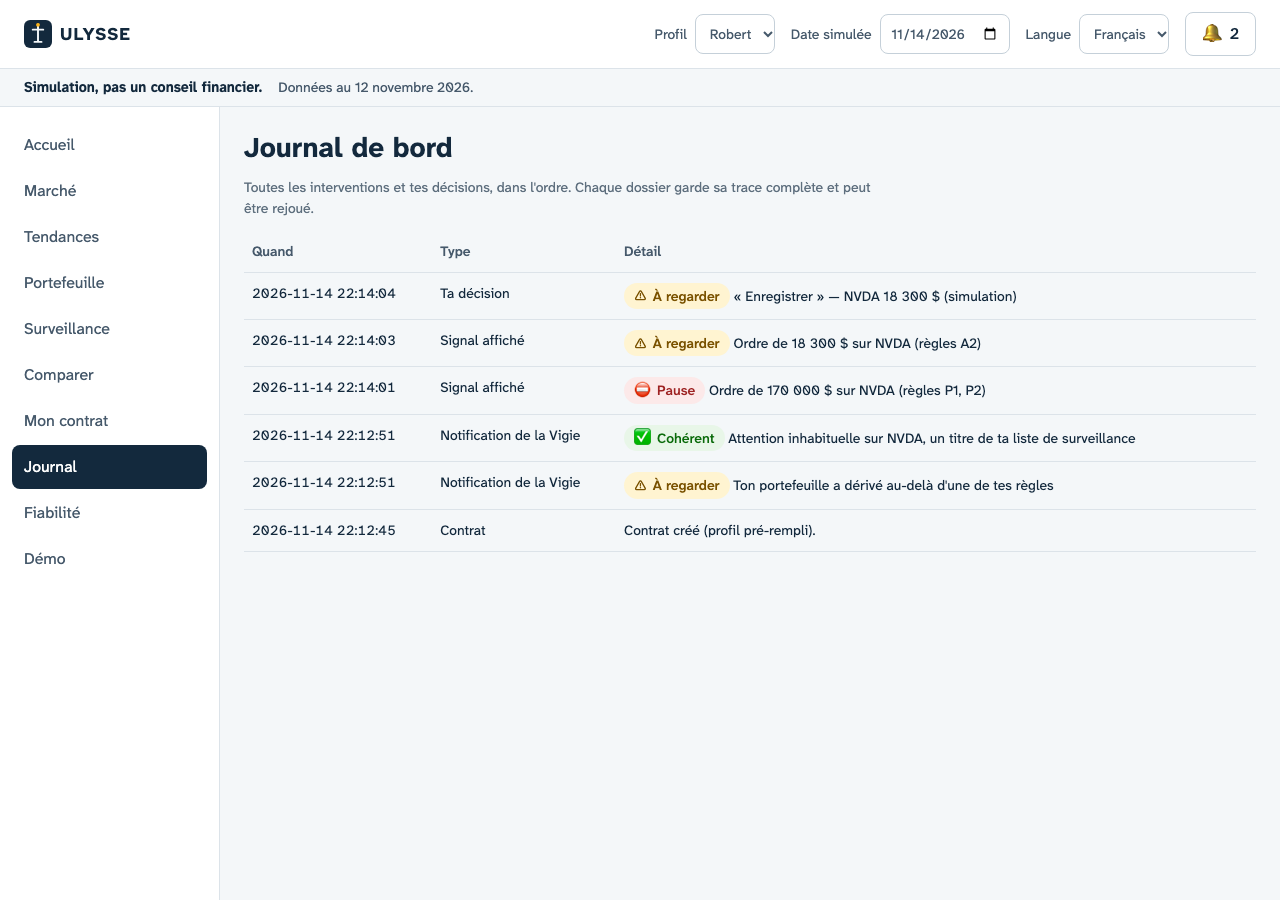 ULYSSE
Profil Robert Date simulée 11/14/2026 Langue Français 2
Simulation, pas un conseil financier. Données au 12 novembre 2026.
Accueil
Marché
Tendances
Portefeuille
Surveillance
Comparer
Mon contrat
Journal
Fiabilité
Démo
Journal de bord
Toutes les interventions et tes décisions, dans l'ordre. Chaque dossier garde sa trace complète et peut
être rejoué.
Quand Type Détail
2026-11-14 22:14:04 Ta décision À regarder « Enregistrer » — NVDA 18 300 $ (simulation)
2026-11-14 22:14:03 Signal affiché À regarder Ordre de 18 300 $ sur NVDA (règles A2)
2026-11-14 22:14:01 Signal affiché Pause Ordre de 170 000 $ sur NVDA (règles P1, P2)
2026-11-14 22:12:51 Notification de la Vigie Cohérent Attention inhabituelle sur NVDA, un titre de ta liste de surveillance
2026-11-14 22:12:51 Notification de la Vigie À regarder Ton portefeuille a dérivé au-delà d'une de tes règles
2026-11-14 22:12:45 Contrat Contrat créé (profil pré-rempli).